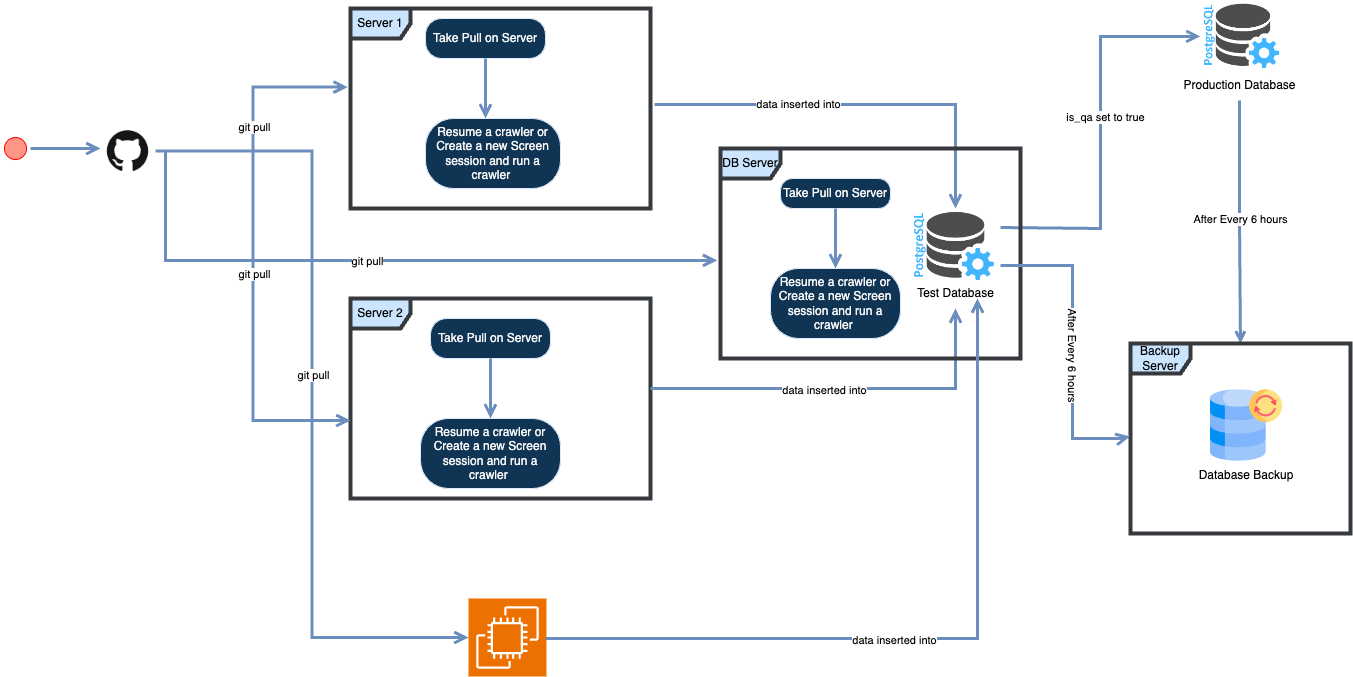 Server 1
Take Pull on Server
Resume a crawler or
Create a new Screen
session and run a
crawler
git pull
data inserted into
PostgreSQL
Production Database
is_qa set to true
DB Server
Take Pull on Server
Resume a crawler or
Create a new Screen
session and run a
crawler
PostgreSQL
Test Database
After Every 6 hours
git pull
git pull
Server 2
Take Pull on Server
Resume a crawler or
Create a new Screen
session and run a
crawler
git pull
data inserted into
After Every 6 hours
Backup
Server
Database Backup
data inserted into